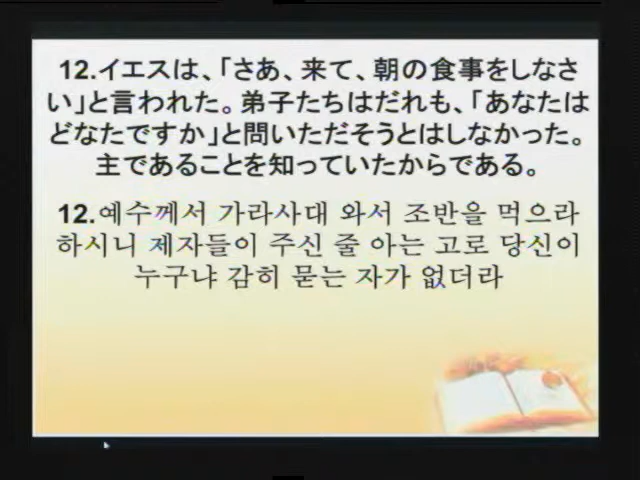 12.イエスは、「さあ、来て、朝の食事をしなさ
い」と言われた。弟子たちはだれも、「あなたは
どなたですか」と問いただそうとはしなかった。
主であることを知っていたからである。
12.예수께서 가라사대 와서 조반을 먹으라
하시니 제자들이 주신 줄 아는 고로 당신이
누구냐 감히 묻는 자가 없더라